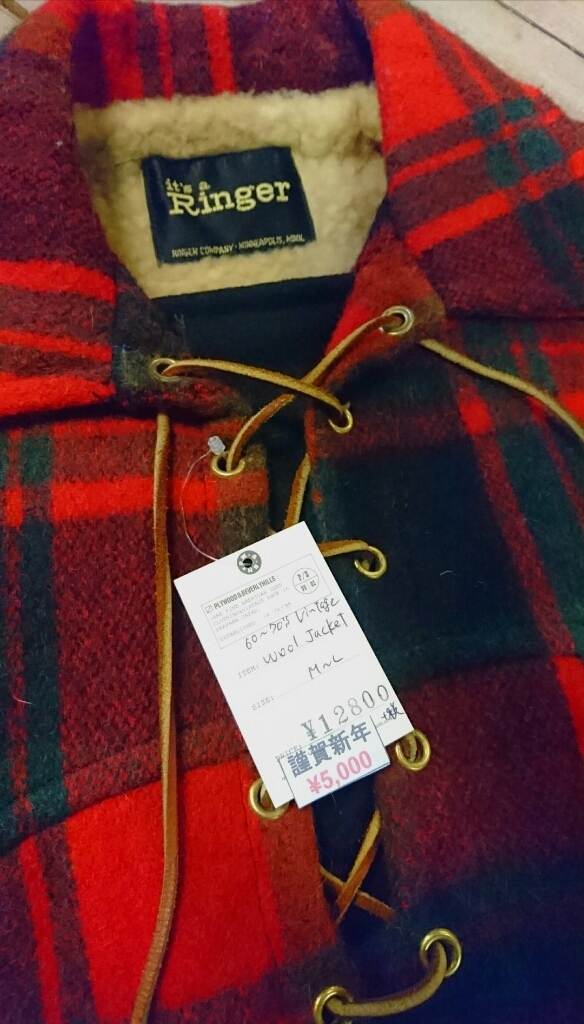 it's a
Ringer
RINGER COMPANY · MINNEAPOLIS, MINN.
PLYWOOD&BEVERLYHILLS
P/B
60~70's Vintage
ITEM: Wool Jacket
SIZE: M~L
¥12800
謹賀新年
¥5,000